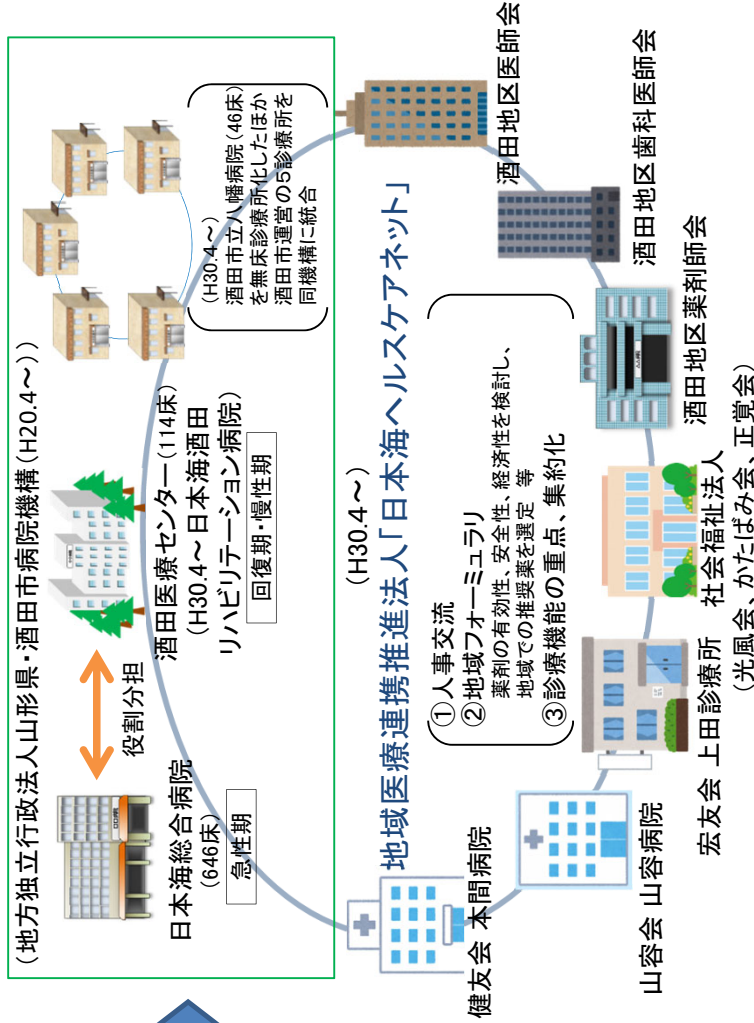 (地方独立行政法人山形県・酒田市病院機構(H20.4～))
日本海総合病院
(646床)
急性期
役割分担
酒田医療センター(114床)
(H30.4～日本海酒田
リハビリテーション病院)
回復期・慢性期
(H30.4～)
酒田市立八幡病院(46床)
を無床診療所化したほか
酒田市運営の5診療所を
同機構に統合
(H30.4～)
地域医療連携推進法人「日本海ヘルスケアネット」
①人事交流
②地域フォーミュラリ
薬剤の有効性、安全性、経済性を検討し、
地域での推奨薬を選定 等
③診療機能の重点、集約化
健友会 本間病院
山容会 山容病院
宏友会 上田診療所
社会福祉法人
(光風会、かたばみ会、正覚会)
酒田地区薬剤師会
酒田地区歯科医師会
酒田地区医師会